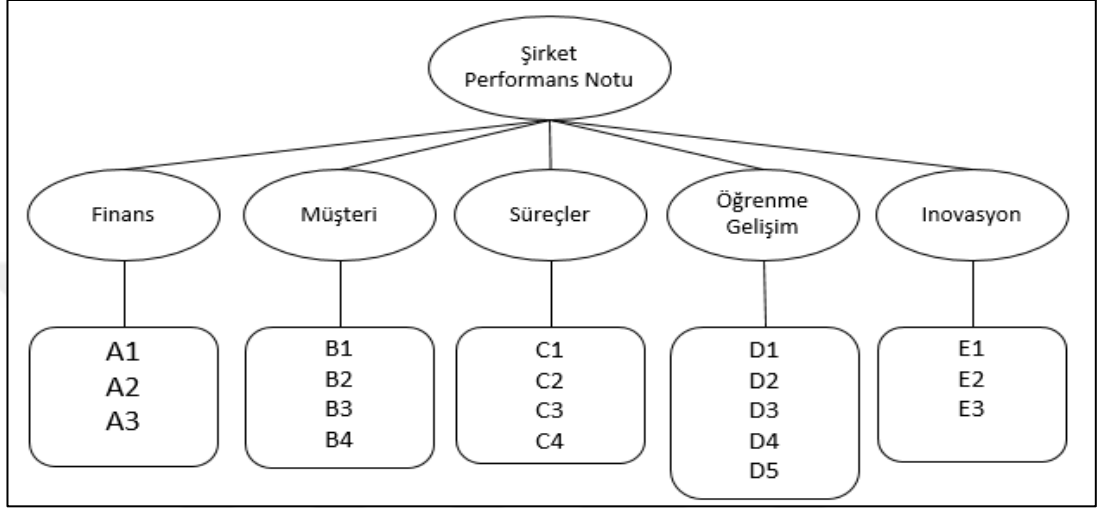 Şirket
Performans Notu
Finans
Müşteri
Süreçler
Öğrenme
Gelişim
Inovasyon
A1
A2
A3
B1
B2
B3
B4
C1
C2
C3
C4
D1
D2
D3
D4
D5
E1
E2
E3